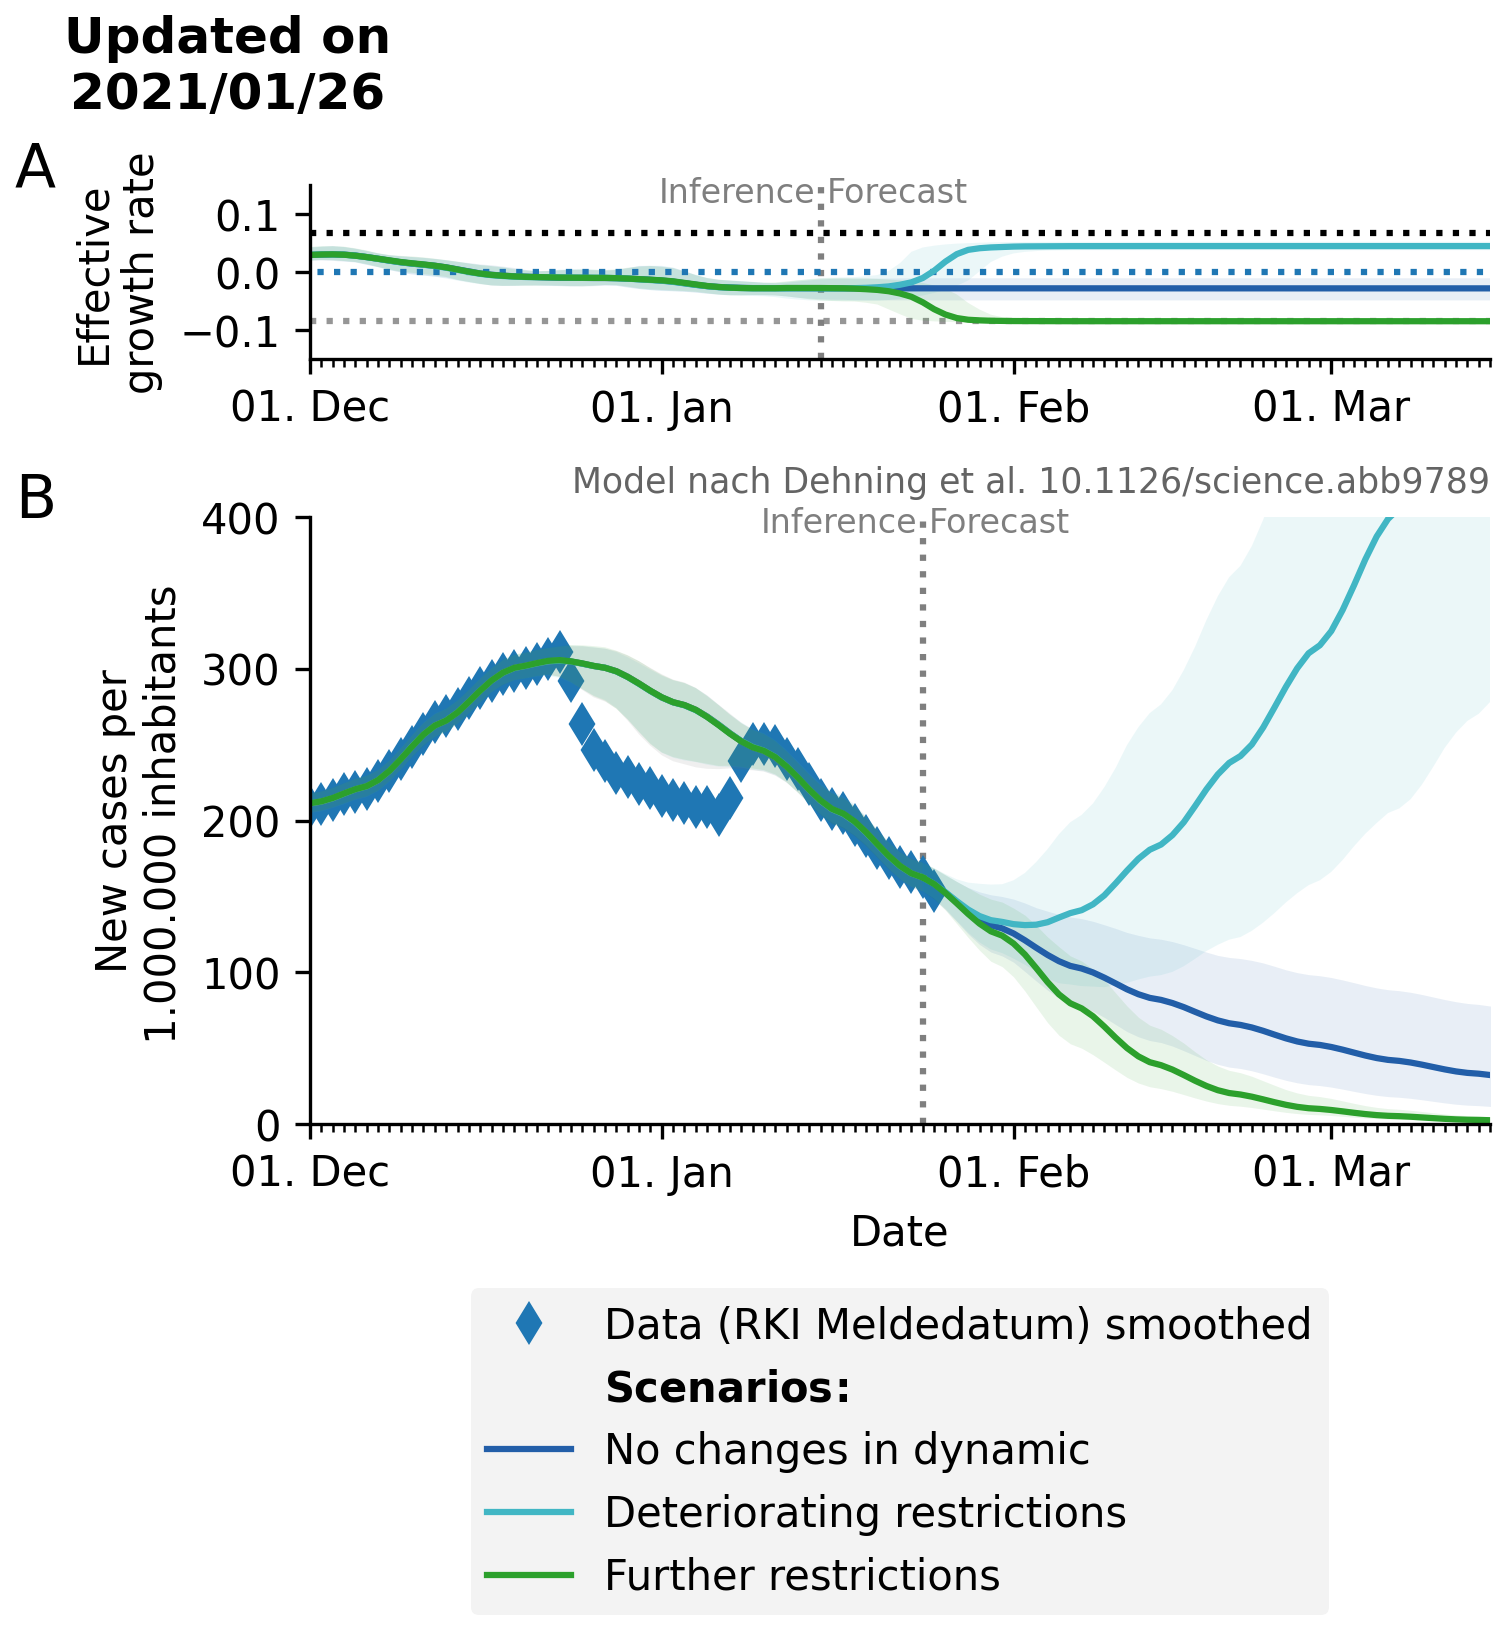 Updated on
2021/01/26
A
Effective
growth rate
0.1
0.0
−0.1
Inference Forecast
01. Dec 01. Jan 01. Feb 01. Mar
B
Model nach Dehning et al. 10.1126/science.abb9789
Inference Forecast
New cases per
1.000.000 inhabitants
400
300
200
100
0
01. Dec 01. Jan 01. Feb 01. Mar
Date
Data (RKI Meldedatum) smoothed
Scenarios:
No changes in dynamic
Deteriorating restrictions
Further restrictions